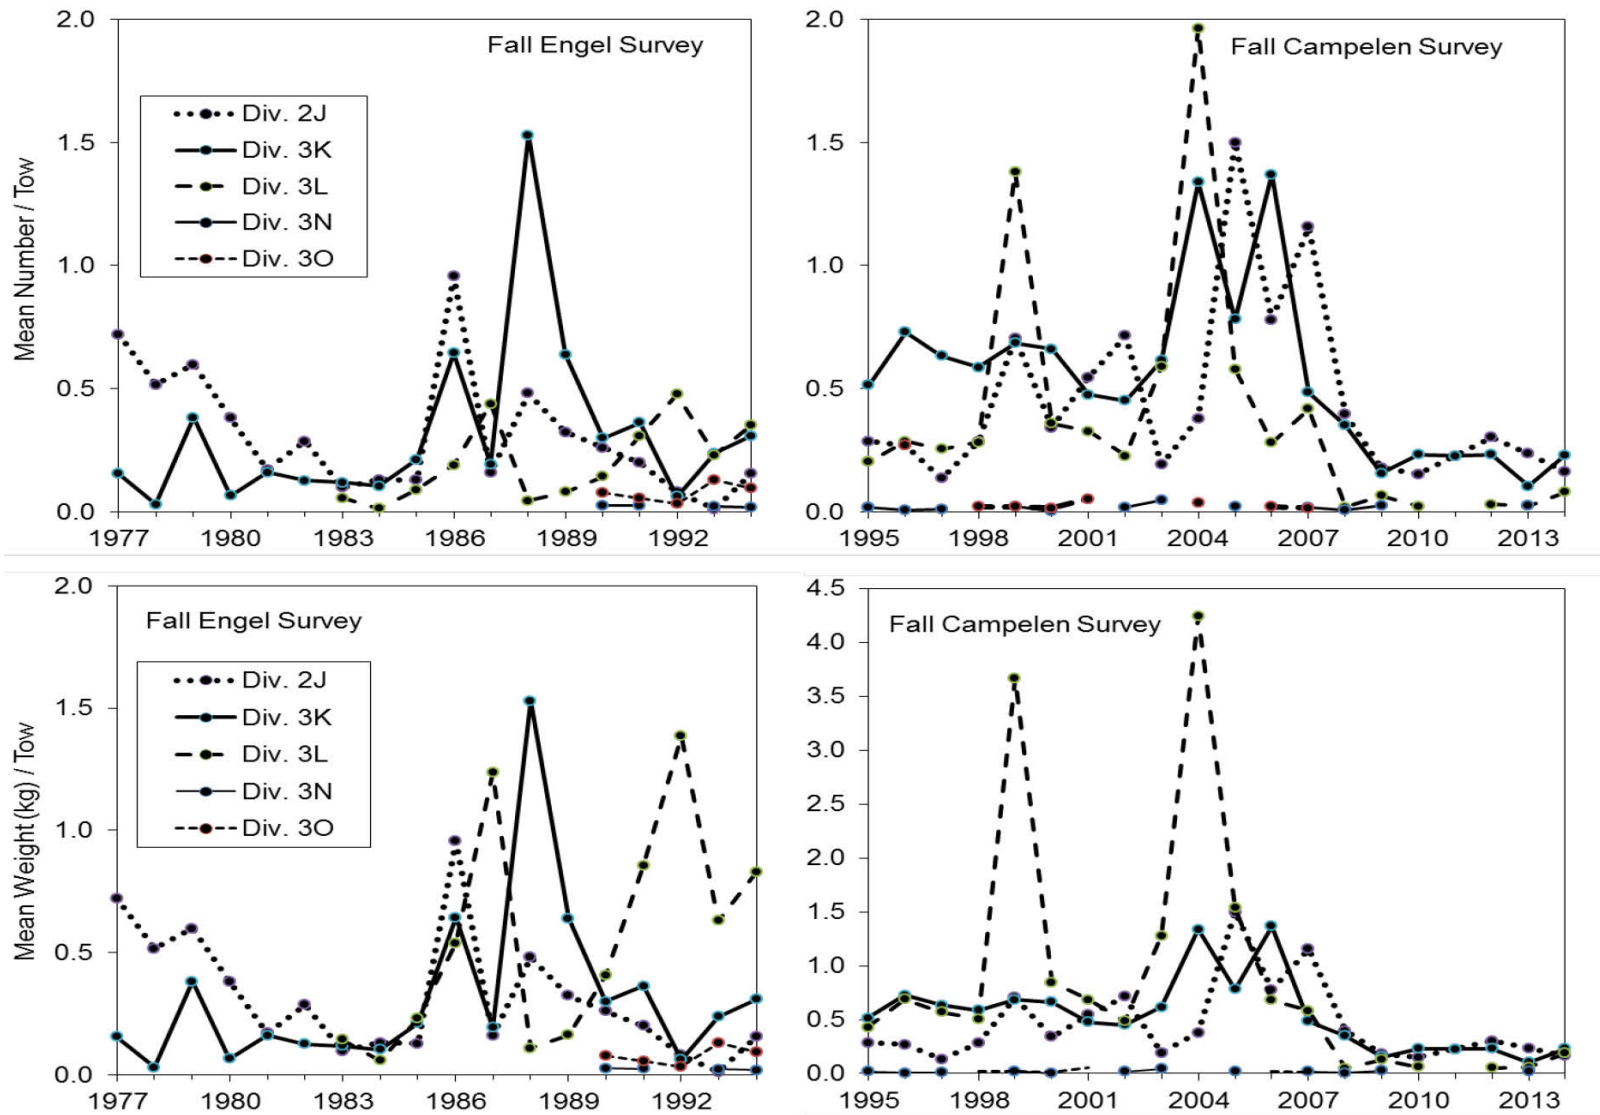 Mean Number / Tow
2.0
1.5
1.0
0.5
0.0
Fall Engel Survey
Div. 2J
Div. 3K
Div. 3L
Div. 3N
Div. 3O
1977 1980 1983 1986 1989 1992
2.0
1.5
1.0
0.5
0.0
Fall Campelen Survey
1995 1998 2001 2004 2007 2010 2013
Mean Weight (kg) / Tow
2.0
1.5
1.0
0.5
0.0
Fall Engel Survey
Div. 2J
Div. 3K
Div. 3L
Div. 3N
Div. 3O
1977 1980 1983 1986 1989 1992
4.5
4.0
3.5
3.0
2.5
2.0
1.5
1.0
0.5
0.0
Fall Campelen Survey
1995 1998 2001 2004 2007 2010 2013